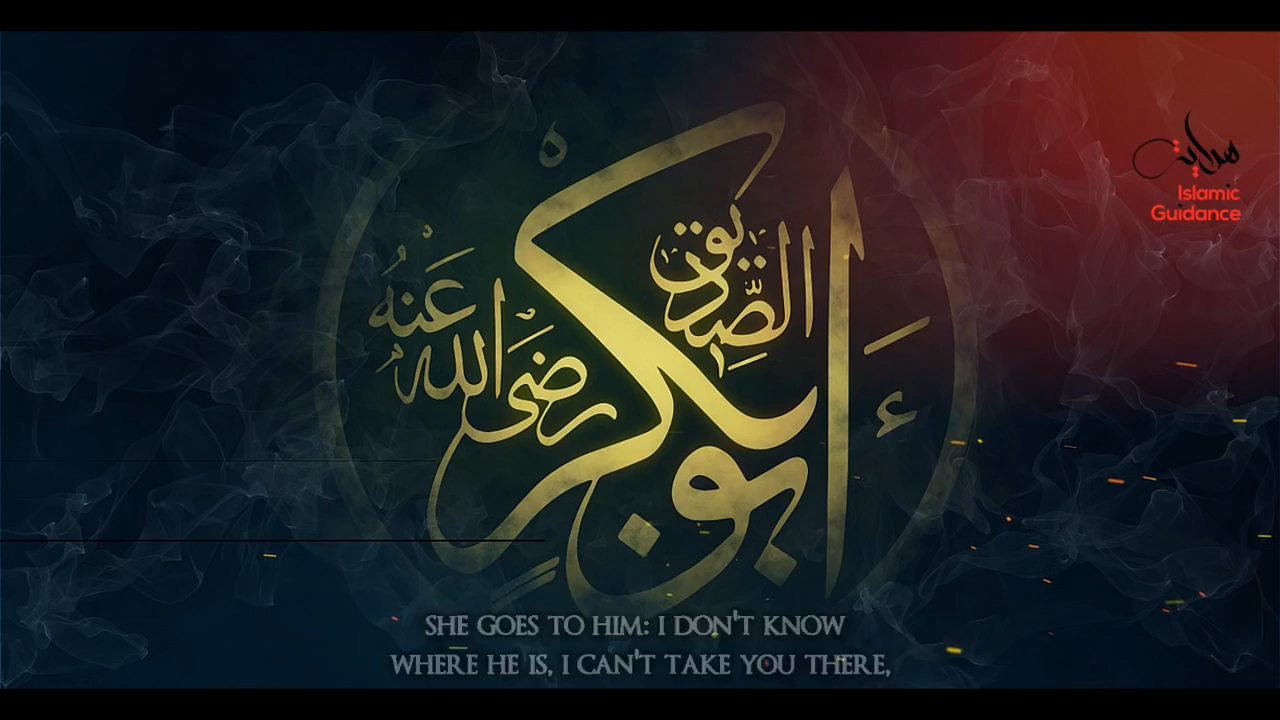 أبو بكر
الصديق
رضي الله عنه
هداية
Islamic
Guidance
SHE GOES TO HIM: I DON'T KNOW
WHERE HE IS, I CAN'T TAKE YOU THERE,